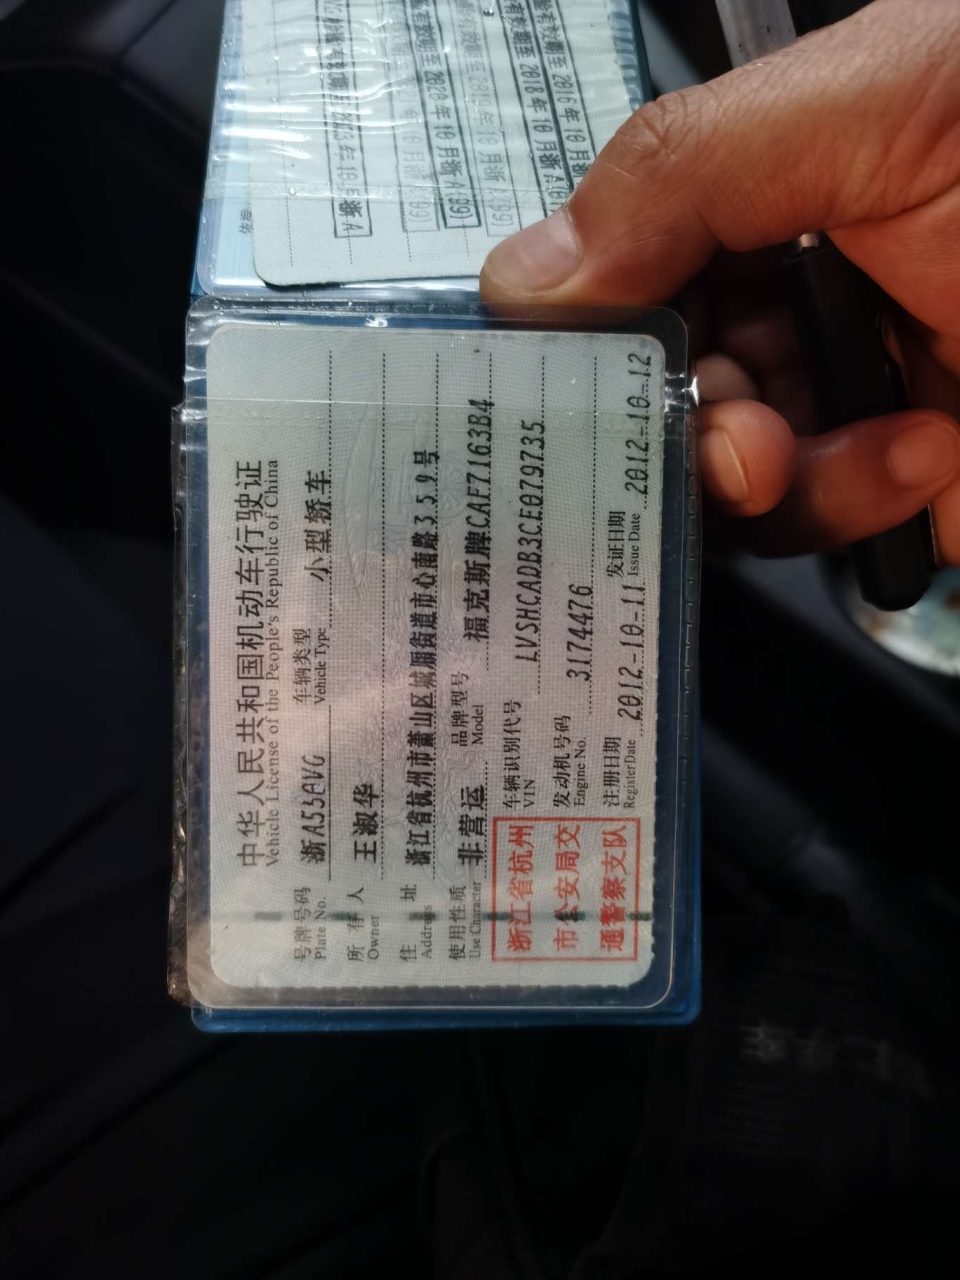 中华人民共和国机动车行驶证
Vehicle License of the People's Republic of China
号牌号码 浙A558VG 车辆类型 小型轿车
Plate No. Vehicle Type
所有人 王淑华
Owner
住址 浙江省杭州市萧山区城厢街道市心南路359号
Address
使用性质 非营运 品牌型号 福克斯牌CAF7163B4
Use Character Model
车辆识别代号 LVSHCADB3CE079735
VIN
发动机号码 3174476
Engine No.
注册日期 2012-10-11 发证日期 2012-10-12
Register Date Issue Date
浙江省杭州
市公安局交
通警察支队